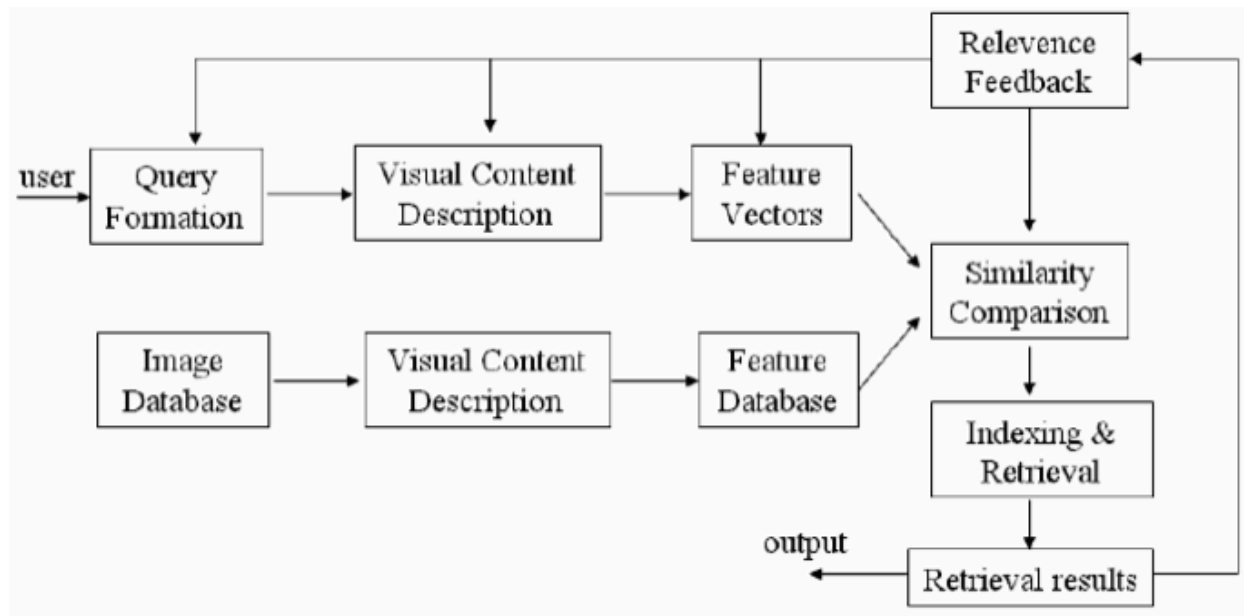 Relevence
Feedback
user
Query
Formation
Visual Content
Description
Feature
Vectors
Similarity
Comparison
Image
Database
Visual Content
Description
Feature
Database
Indexing &
Retrieval
output
Retrieval results